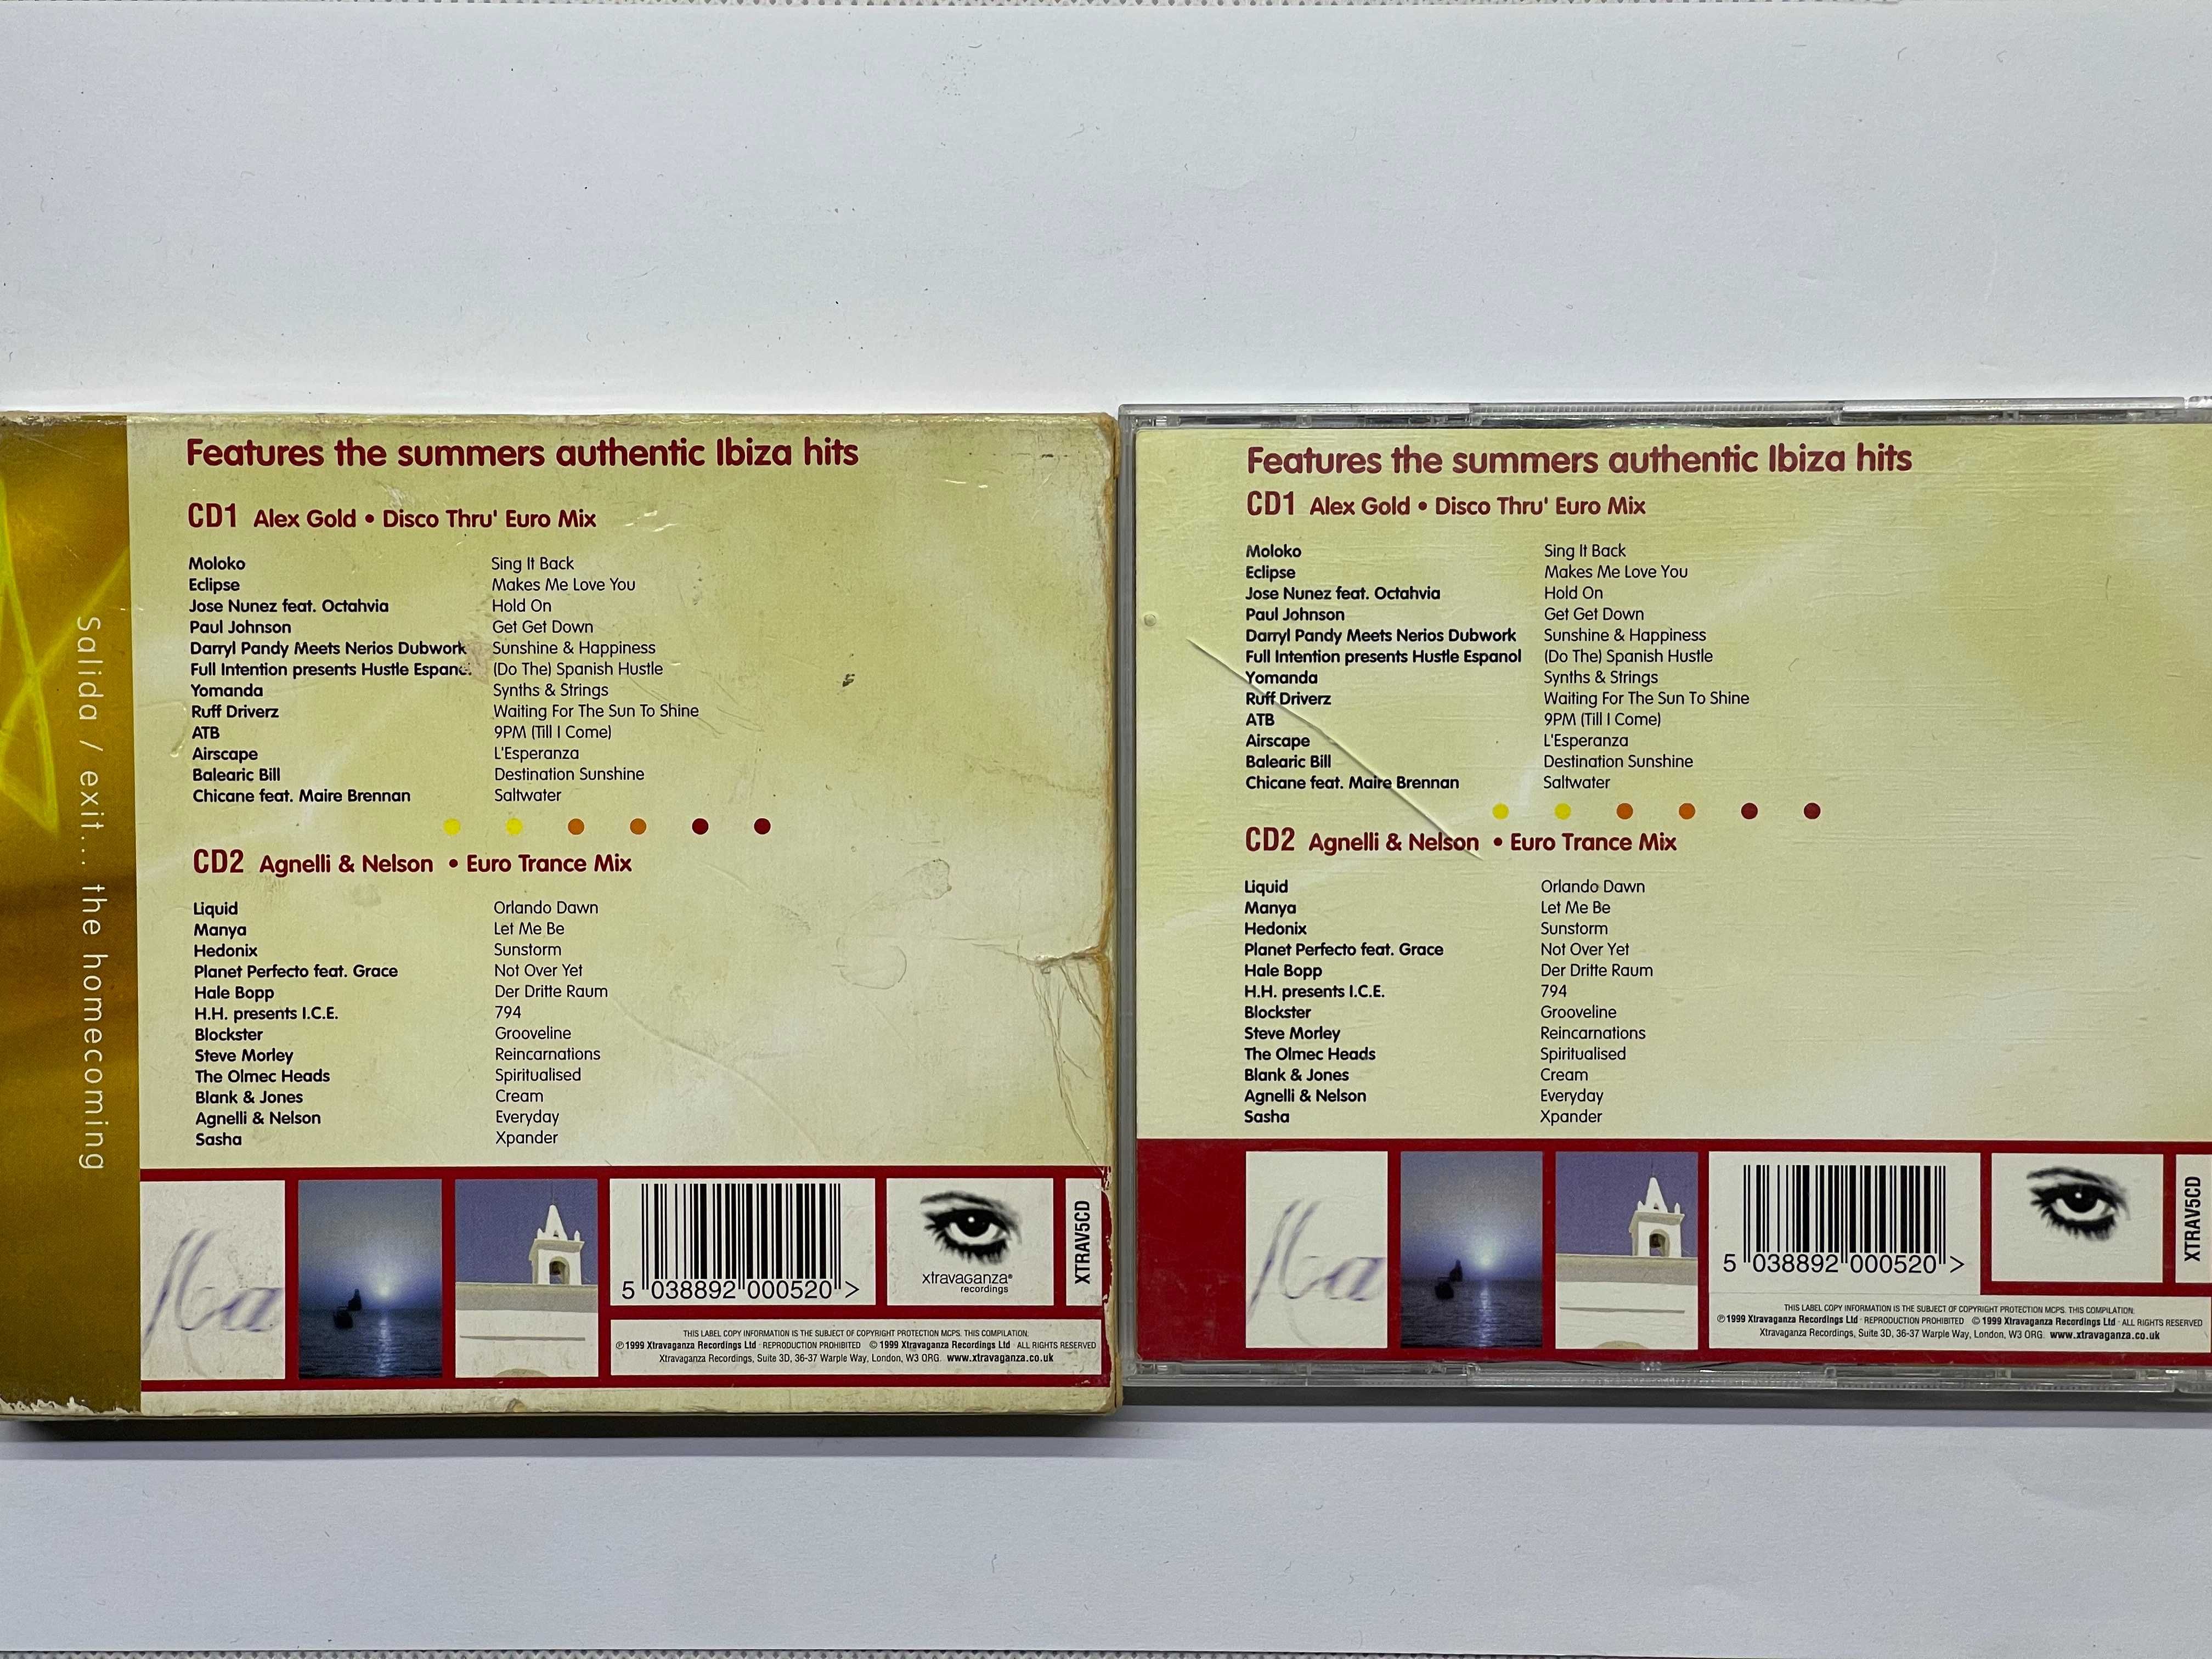 Salida / exit... the homecoming
Features the summers authentic Ibiza hits
CD1 Alex Gold • Disco Thru' Euro Mix
Moloko Sing It Back
Eclipse Makes Me Love You
Jose Nunez feat. Octahvia Hold On
Paul Johnson Get Get Down
Darryl Pandy Meets Nerios Dubwork Sunshine & Happiness
Full Intention presents Hustle (Do The) Spanish Hustle
Yomanda Synths & Strings
Ruff Driverz Waiting For The Sun To Shine
ATB 9PM (Till I Come)
Airscape L'Esperanza
Balearic Bill Destination Sunshine
Chicane feat. Maire Brennan Saltwater
CD2 Agnelli & Nelson • Euro Trance Mix
Liquid Orlando Dawn
Manya Let Me Be
Hedonix Sunstorm
Planet Perfecto feat. Grace Not Over Yet
Hale Bopp Der Dritte Raum
H.H. presents I.C.E. 794
Blockster Grooveline
Steve Morley Reincarnations
The Olmec Heads Spiritualised
Blank & Jones Cream
Agnelli & Nelson Everyday
Sasha Xpander
5 038892 000520 >
xtravaganza®
recordings
XTRAV5CD
THIS LABEL COPY INFORMATION IS THE SUBJECT OF COPYRIGHT PROTECTION MCPS. THIS COMPILATION:
℗1999 Xtravaganza Recordings Ltd · REPRODUCTION PROHIBITED ©1999 Xtravaganza Recordings Ltd · ALL RIGHTS RESERVED
Xtravaganza Recordings, Suite 3D, 36-37 Warple Way, London, W3 ORG. www.xtravaganza.co.uk
Features the summers authentic Ibiza hits
CD1 Alex Gold • Disco Thru' Euro Mix
Moloko Sing It Back
Eclipse Makes Me Love You
Jose Nunez feat. Octahvia Hold On
Paul Johnson Get Get Down
Darryl Pandy Meets Nerios Dubwork Sunshine & Happiness
Full Intention presents Hustle Espanol (Do The) Spanish Hustle
Yomanda Synths & Strings
Ruff Driverz Waiting For The Sun To Shine
ATB 9PM (Till I Come)
Airscape L'Esperanza
Balearic Bill Destination Sunshine
Chicane feat. Maire Brennan Saltwater
CD2 Agnelli & Nelson • Euro Trance Mix
Liquid Orlando Dawn
Manya Let Me Be
Hedonix Sunstorm
Planet Perfecto feat. Grace Not Over Yet
Hale Bopp Der Dritte Raum
H.H. presents I.C.E. 794
Blockster Grooveline
Steve Morley Reincarnations
The Olmec Heads Spiritualised
Blank & Jones Cream
Agnelli & Nelson Everyday
Sasha Xpander
5 038892 000520 >
XTRAV5CD
THIS LABEL COPY INFORMATION IS THE SUBJECT OF COPYRIGHT PROTECTION MCPS. THIS COMPILATION:
℗1999 Xtravaganza Recordings Ltd · REPRODUCTION PROHIBITED ©1999 Xtravaganza Recordings Ltd · ALL RIGHTS RESERVED
Xtravaganza Recordings, Suite 3D, 36-37 Warple Way, London, W3 ORG. www.xtravaganza.co.uk